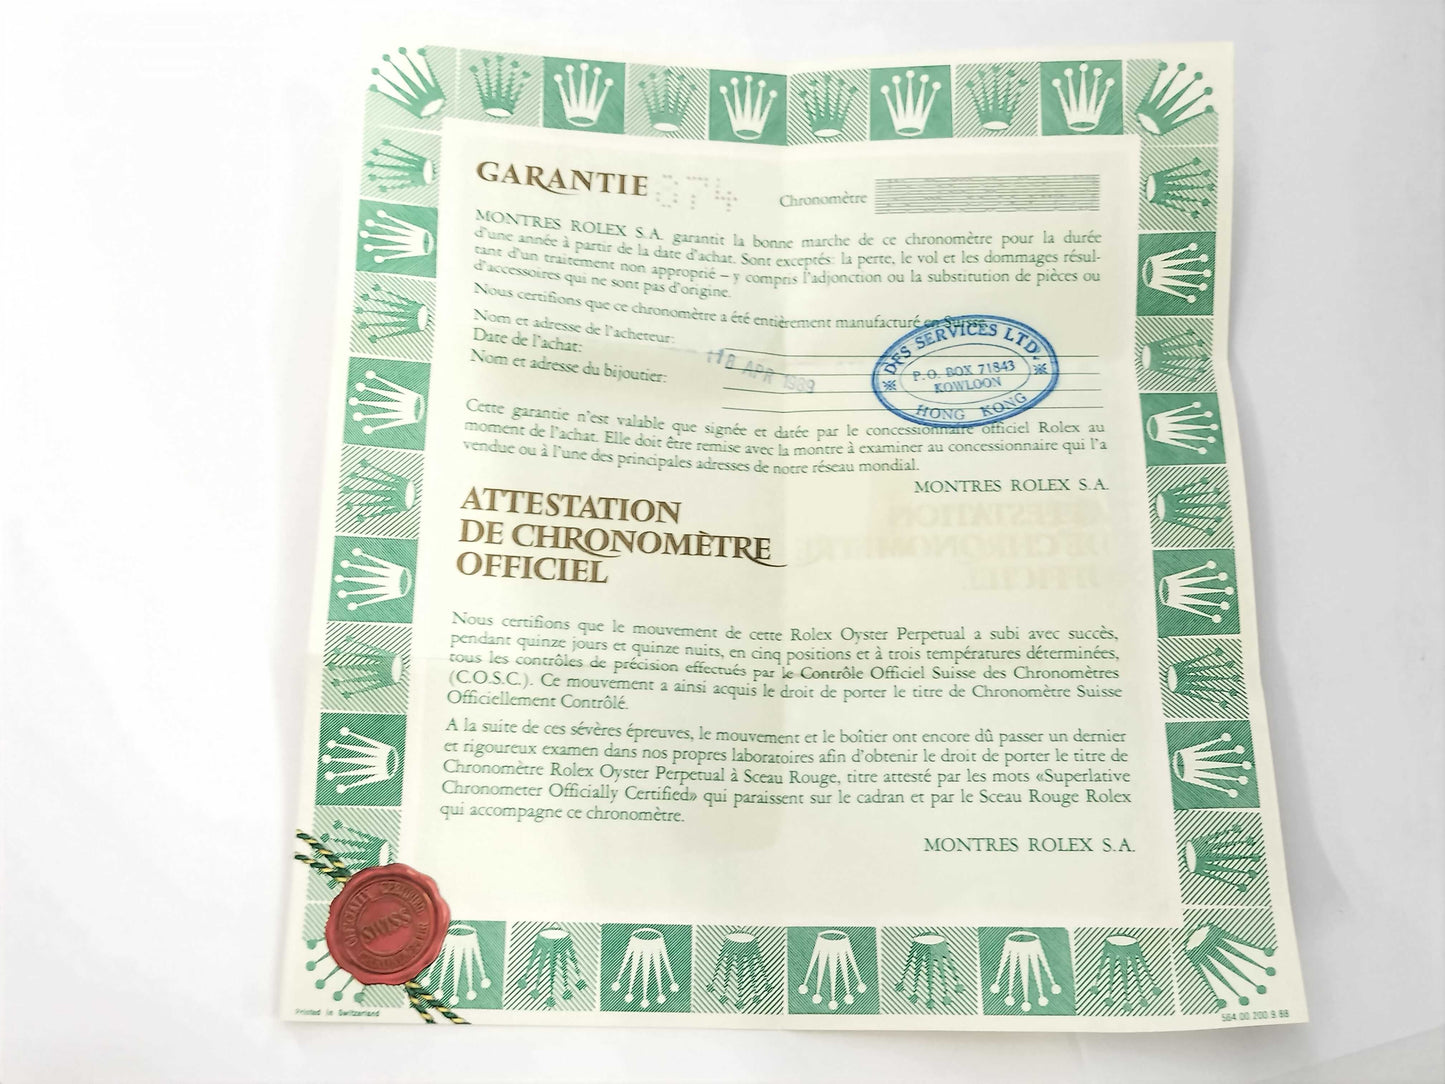 GARANTIE 374
Chronomètre
MONTRES ROLEX S.A. garantit la bonne marche de ce chronomètre pour la durée
d'une année à partir de la date d'achat. Sont exceptés: la perte, le vol et les dommages résul-
tant d'un traitement non approprié – y compris l'adjonction ou la substitution de pièces ou
d'accessoires qui ne sont pas d'origine.
Nous certifions que ce chronomètre a été entièrement manufacturé en Suisse.
Nom et adresse de l'acheteur:
Date de l'achat:
18 APR 1989
Nom et adresse du bijoutier:
DFS SERVICES LTD.
P.O. BOX 71843
KOWLOON
HONG KONG
Cette garantie n'est valable que signée et datée par le concessionnaire officiel Rolex au
moment de l'achat. Elle doit être remise avec la montre à examiner au concessionnaire qui l'a
vendue ou à l'une des principales adresses de notre réseau mondial.
MONTRES ROLEX S.A.
ATTESTATION
DE CHRONOMÈTRE
OFFICIEL
Nous certifions que le mouvement de cette Rolex Oyster Perpetual a subi avec succès,
pendant quinze jours et quinze nuits, en cinq positions et à trois températures déterminées,
tous les contrôles de précision effectués par le Contrôle Officiel Suisse des Chronomètres
(C.O.S.C.). Ce mouvement a ainsi acquis le droit de porter le titre de Chronomètre Suisse
Officiellement Contrôlé.
A la suite de ces sévères épreuves, le mouvement et le boîtier ont encore dû passer un dernier
et rigoureux examen dans nos propres laboratoires afin d'obtenir le droit de porter le titre de
Chronomètre Rolex Oyster Perpetual à Sceau Rouge, titre attesté par les mots «Superlative
Chronometer Officially Certified» qui paraissent sur le cadran et par le Sceau Rouge Rolex
qui accompagne ce chronomètre.
MONTRES ROLEX S.A.
OFFICIALLY CERTIFIED
SWISS
CHRONOMETER
Printed in Switzerland
564.00.200.9.88